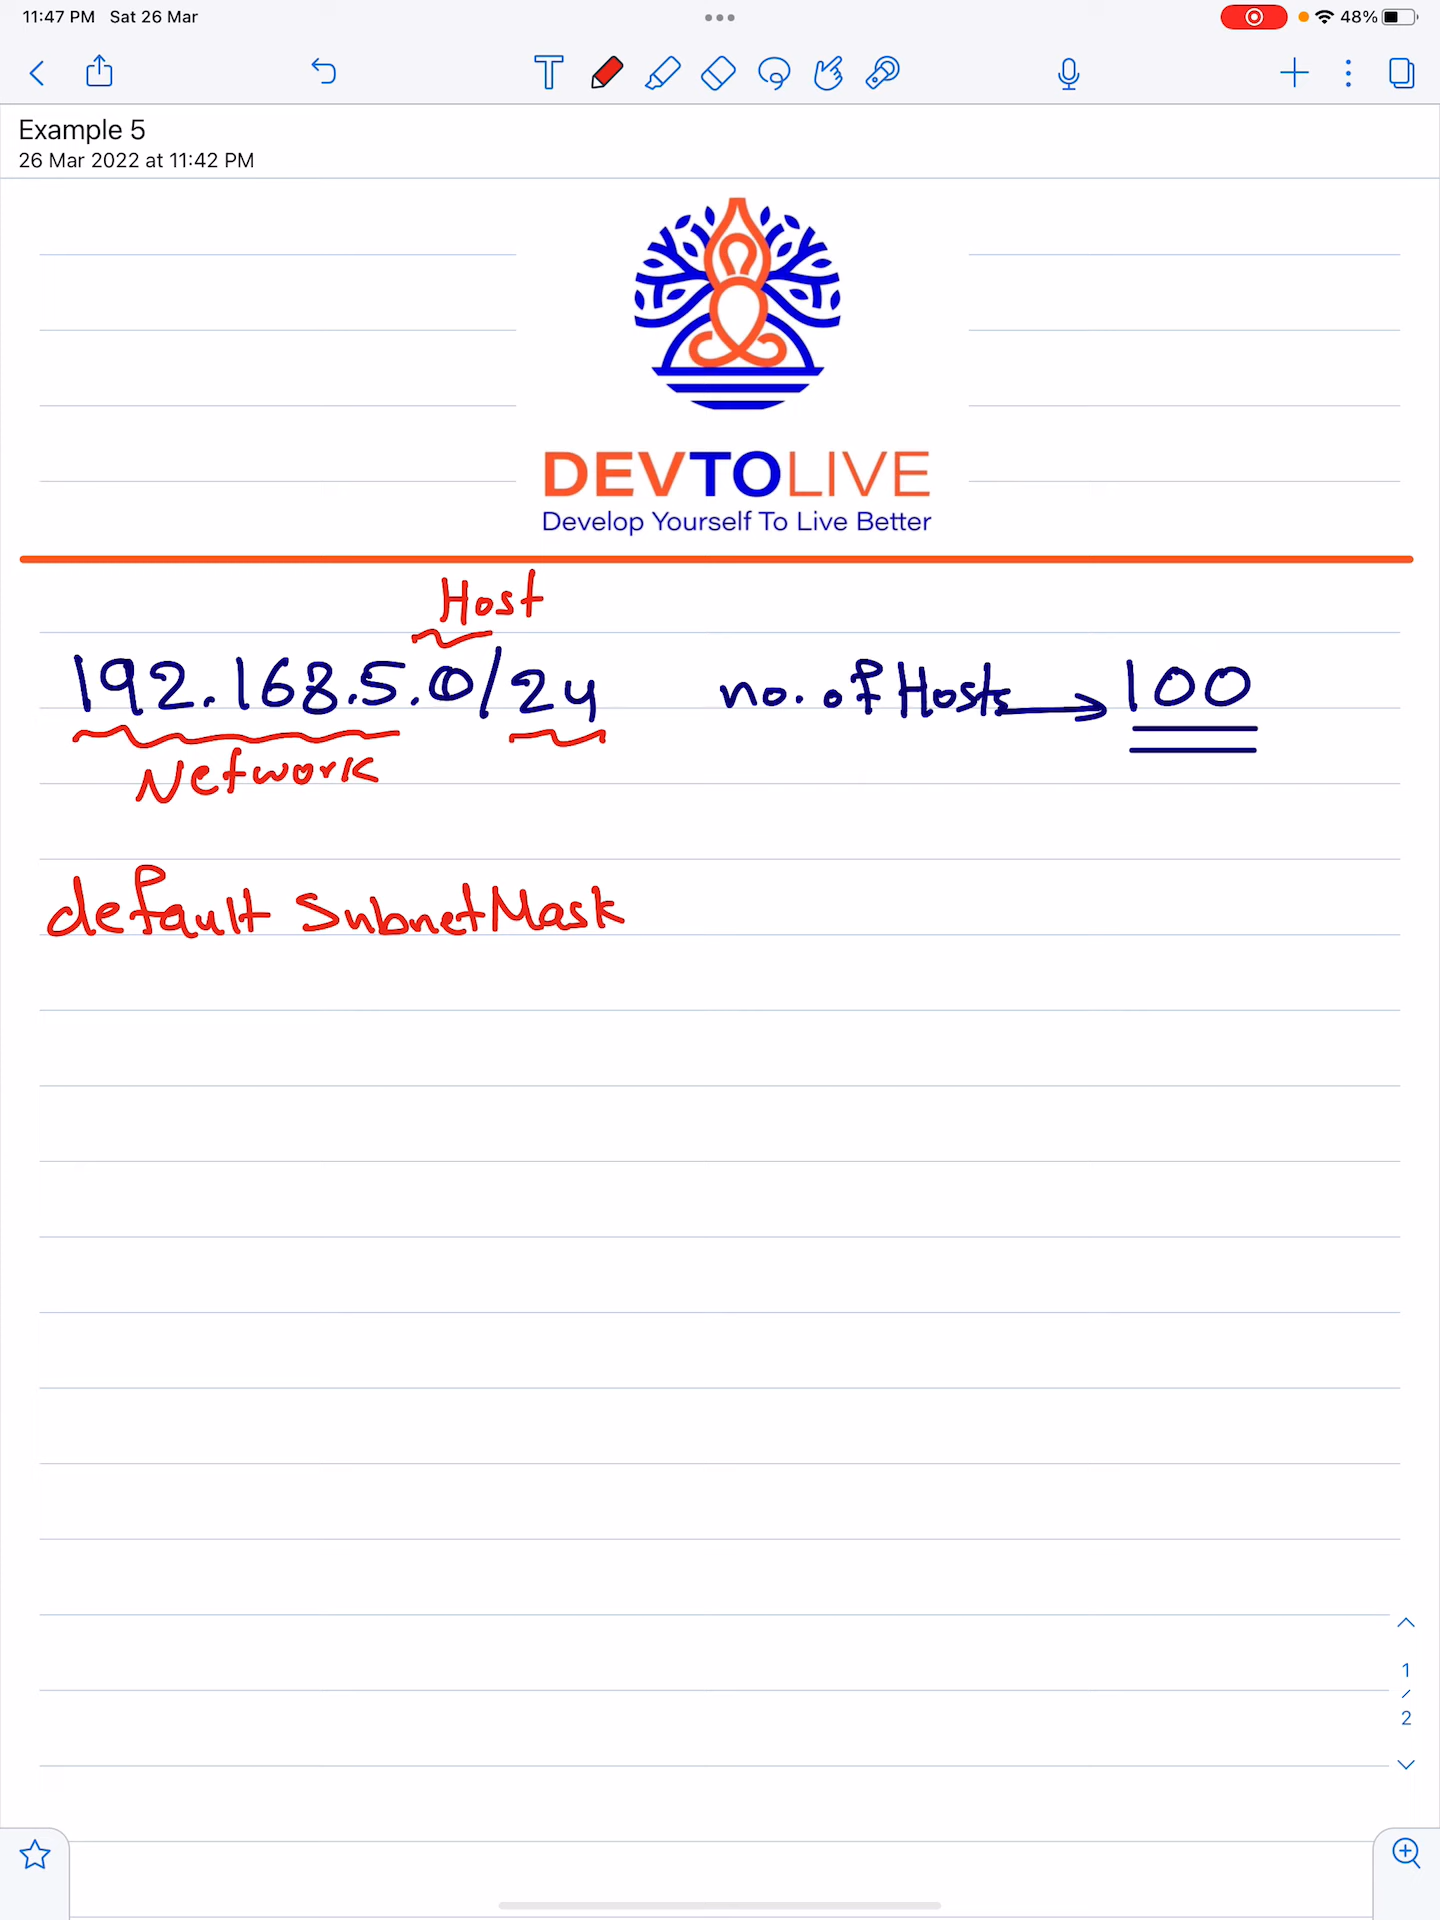 11:47 PM Sat 26 Mar
48%
T
Example 5
26 Mar 2022 at 11:42 PM
DEVTOLIVE
Develop Yourself To Live Better
Host
192.168.5.0/24 no. of Hosts → 100
Network
default SubnetMask
1
/
2